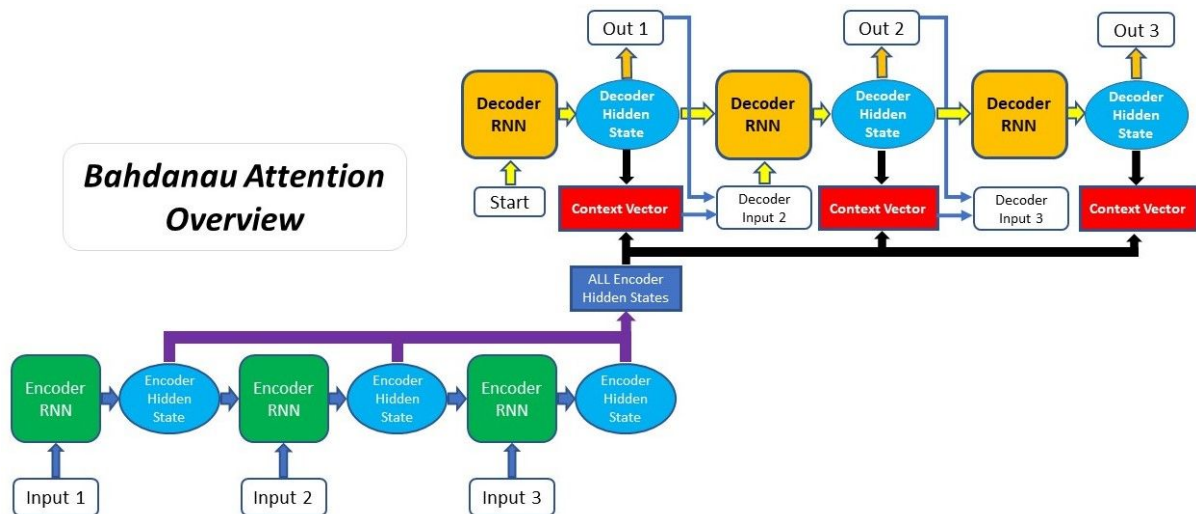 Out 1
Out 2
Out 3
Decoder
RNN
Decoder
Hidden
State
Decoder
RNN
Decoder
Hidden
State
Decoder
RNN
Decoder
Hidden
State
Bahdanau Attention
Overview
Start
Context Vector
Decoder
Input 2
Context Vector
Decoder
Input 3
Context Vector
ALL Encoder
Hidden States
Encoder
RNN
Encoder
Hidden
State
Encoder
RNN
Encoder
Hidden
State
Encoder
RNN
Encoder
Hidden
State
Input 1
Input 2
Input 3